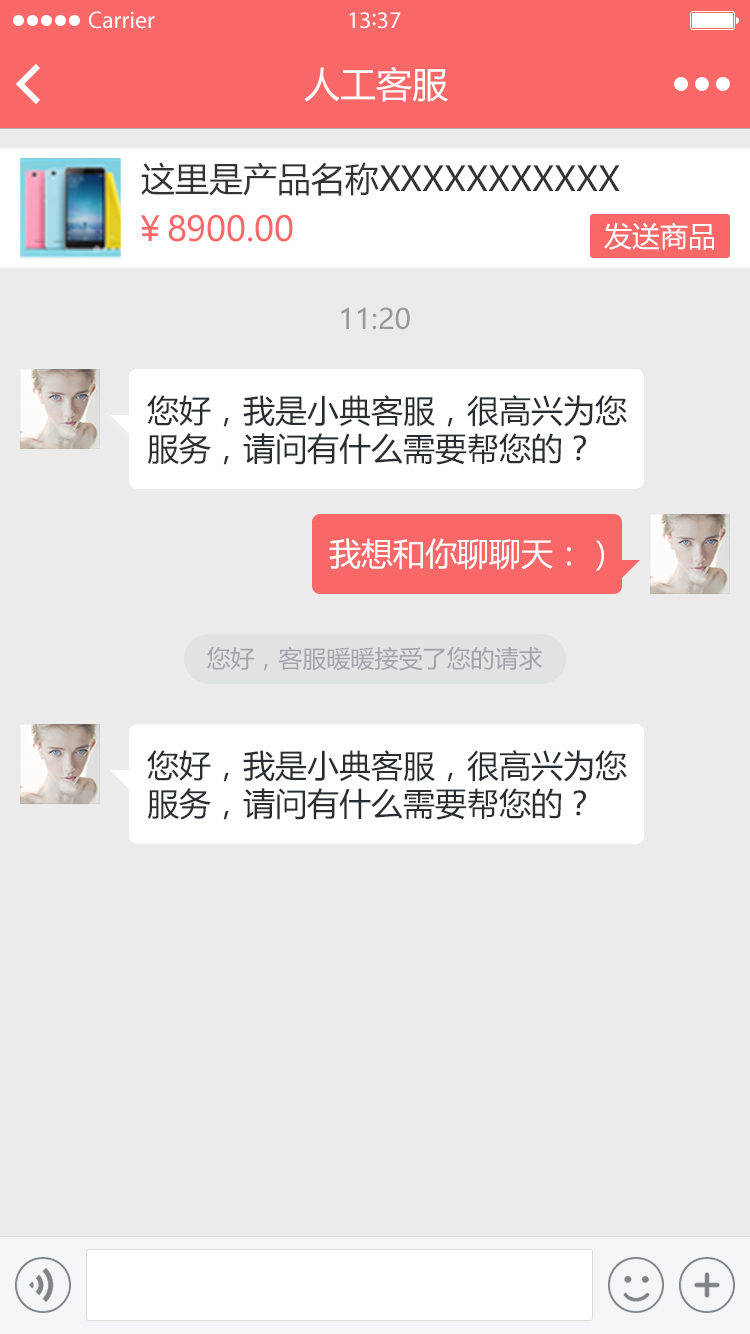 Carrier
13:37
人工客服
这里是产品名称XXXXXXXXXXX
¥ 8900.00
发送商品
11:20
您好，我是小典客服，很高兴为您
服务，请问有什么需要帮您的？
我想和你聊聊天：）
您好，客服暖暖接受了您的请求
您好，我是小典客服，很高兴为您
服务，请问有什么需要帮您的？